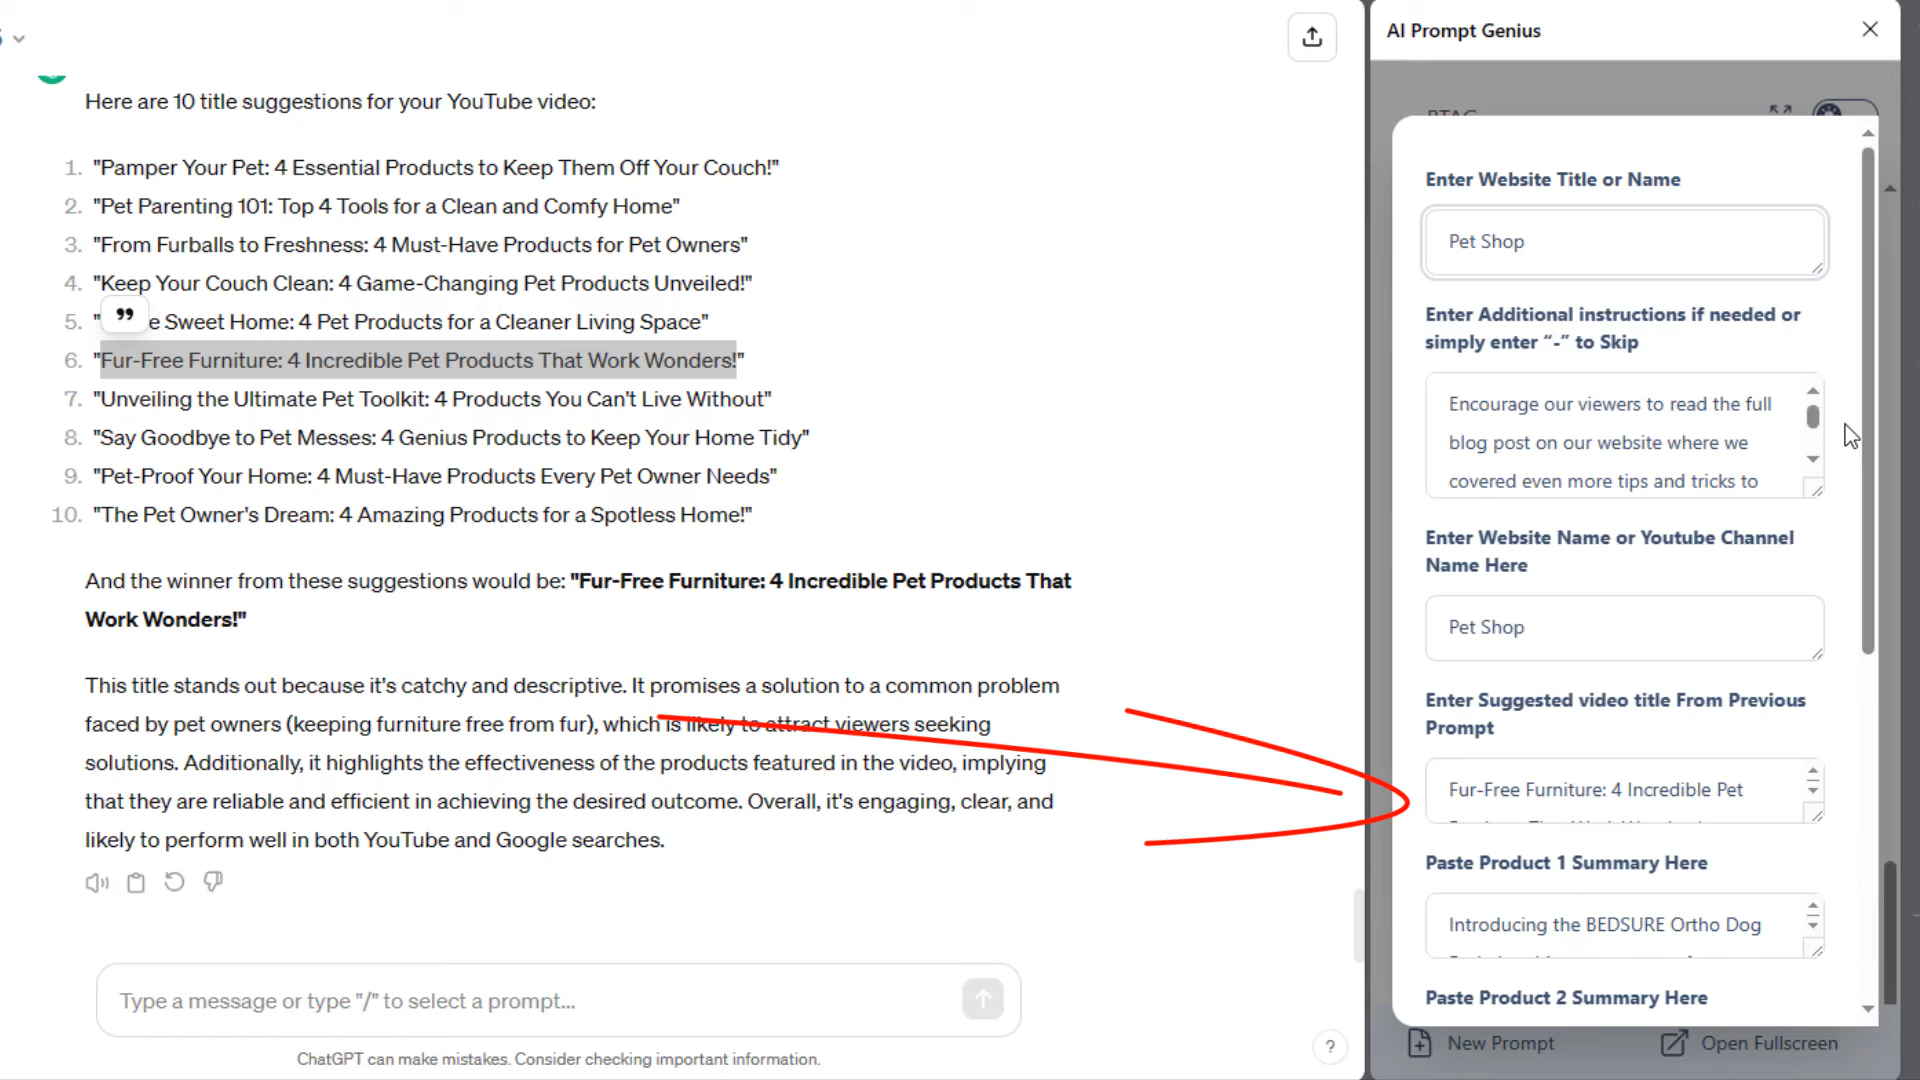 Here are 10 title suggestions for your YouTube video:
1. "Pamper Your Pet: 4 Essential Products to Keep Them Off Your Couch!"
2. "Pet Parenting 101: Top 4 Tools for a Clean and Comfy Home"
3. "From Furballs to Freshness: 4 Must-Have Products for Pet Owners"
4. "Keep Your Couch Clean: 4 Game-Changing Pet Products Unveiled!"
5. "e Sweet Home: 4 Pet Products for a Cleaner Living Space"
6. "Fur-Free Furniture: 4 Incredible Pet Products That Work Wonders!"
7. "Unveiling the Ultimate Pet Toolkit: 4 Products You Can't Live Without"
8. "Say Goodbye to Pet Messes: 4 Genius Products to Keep Your Home Tidy"
9. "Pet-Proof Your Home: 4 Must-Have Products Every Pet Owner Needs"
10. "The Pet Owner's Dream: 4 Amazing Products for a Spotless Home!"
And the winner from these suggestions would be: "Fur-Free Furniture: 4 Incredible Pet Products That
Work Wonders!"
This title stands out because it's catchy and descriptive. It promises a solution to a common problem
faced by pet owners (keeping furniture free from fur), which is likely to attract viewers seeking
solutions. Additionally, it highlights the effectiveness of the products featured in the video, implying
that they are reliable and efficient in achieving the desired outcome. Overall, it's engaging, clear, and
likely to perform well in both YouTube and Google searches.
Type a message or type "/" to select a prompt...
ChatGPT can make mistakes. Consider checking important information.
?
AI Prompt Genius
Enter Website Title or Name
Pet Shop
Enter Additional instructions if needed or
simply enter “-” to Skip
Encourage our viewers to read the full
blog post on our website where we
covered even more tips and tricks to
Enter Website Name or Youtube Channel
Name Here
Pet Shop
Enter Suggested video title From Previous
Prompt
Fur-Free Furniture: 4 Incredible Pet
Paste Product 1 Summary Here
Introducing the BEDSURE Ortho Dog
Paste Product 2 Summary Here
New Prompt
Open Fullscreen